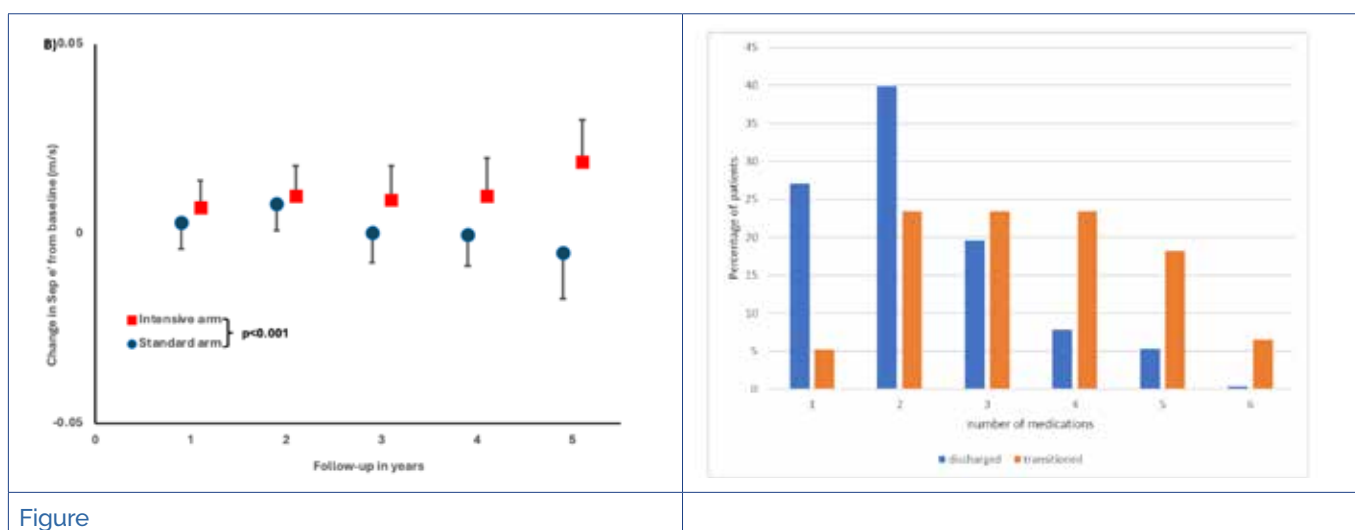 B)
0.05
0
-0.05
Change in Sep e' from baseline (m/s)
Intensive arm
Standard arm
p<0.001
0 1 2 3 4 5
Follow-up in years
45
40
35
30
25
20
15
10
5
0
Percentage of patients
1 2 3 4 5 6
number of medications
discharged transitioned
Figure